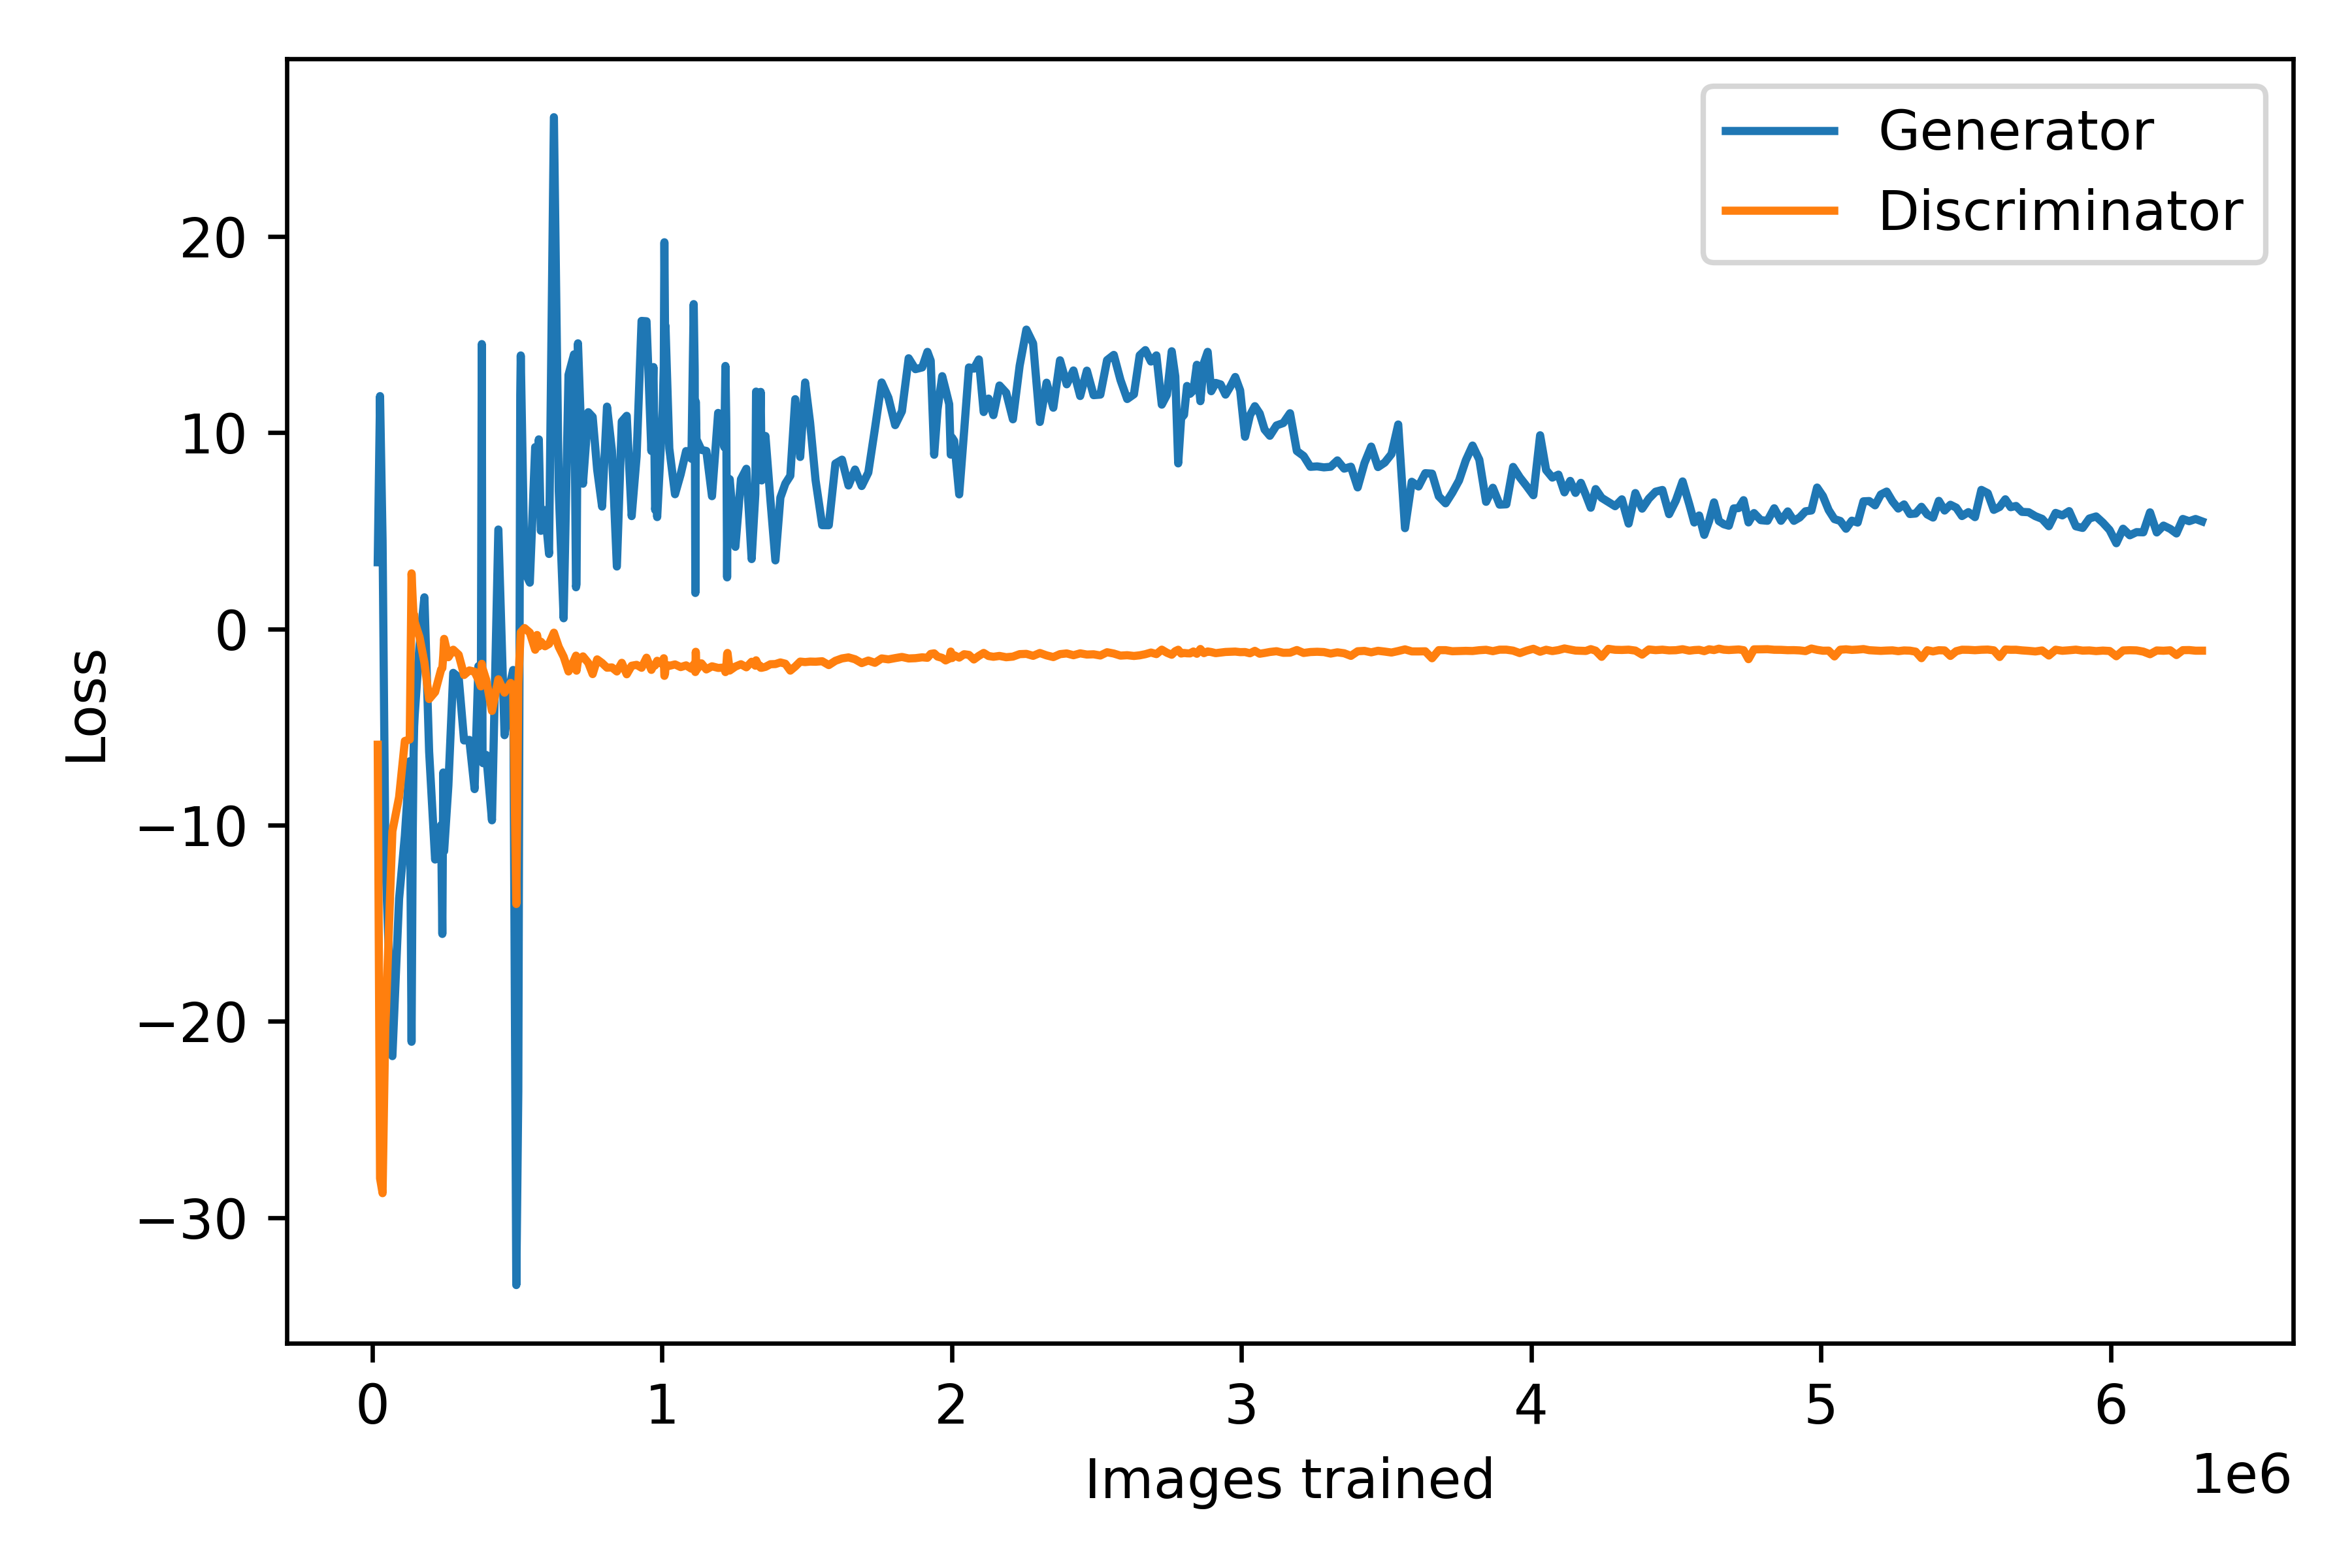 Generator
Discriminator
20
10
0
−10
−20
−30
Loss
0 1 2 3 4 5 6
Images trained
1e6